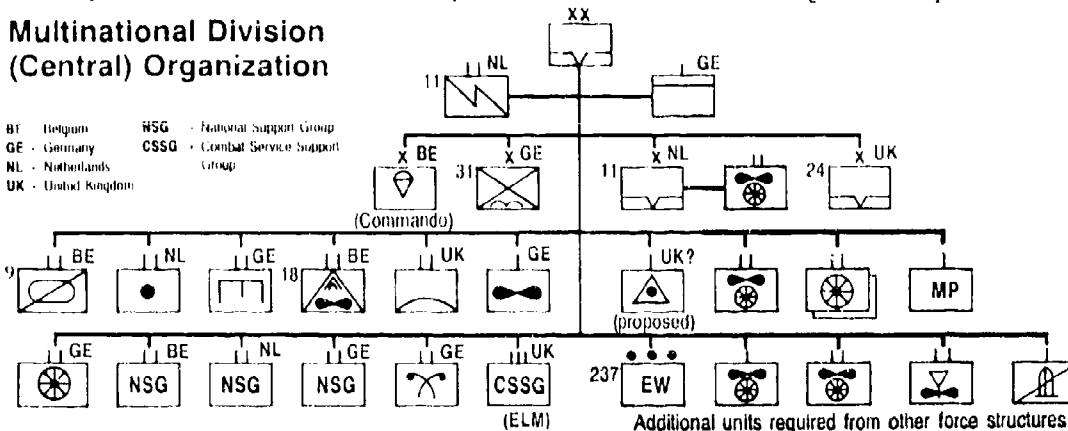 Multinational Division
(Central) Organization
BE - Belgium
GE - Germany
NL - Netherlands
UK - United Kingdom
NSG - National Support Group
CSSG - Combat Service Support
Group
XX
11 NL
GE
X BE
(Commando)
31 X GE
11 X NL
24 X UK
9 BE
NL
GE
18 BE
UK
GE
UK?
(proposed)
MP
GE
BE
NSG
NL
NSG
GE
NSG
GE
UK
CSSG
(ELM)
237
EW
Additional units required from other force structures